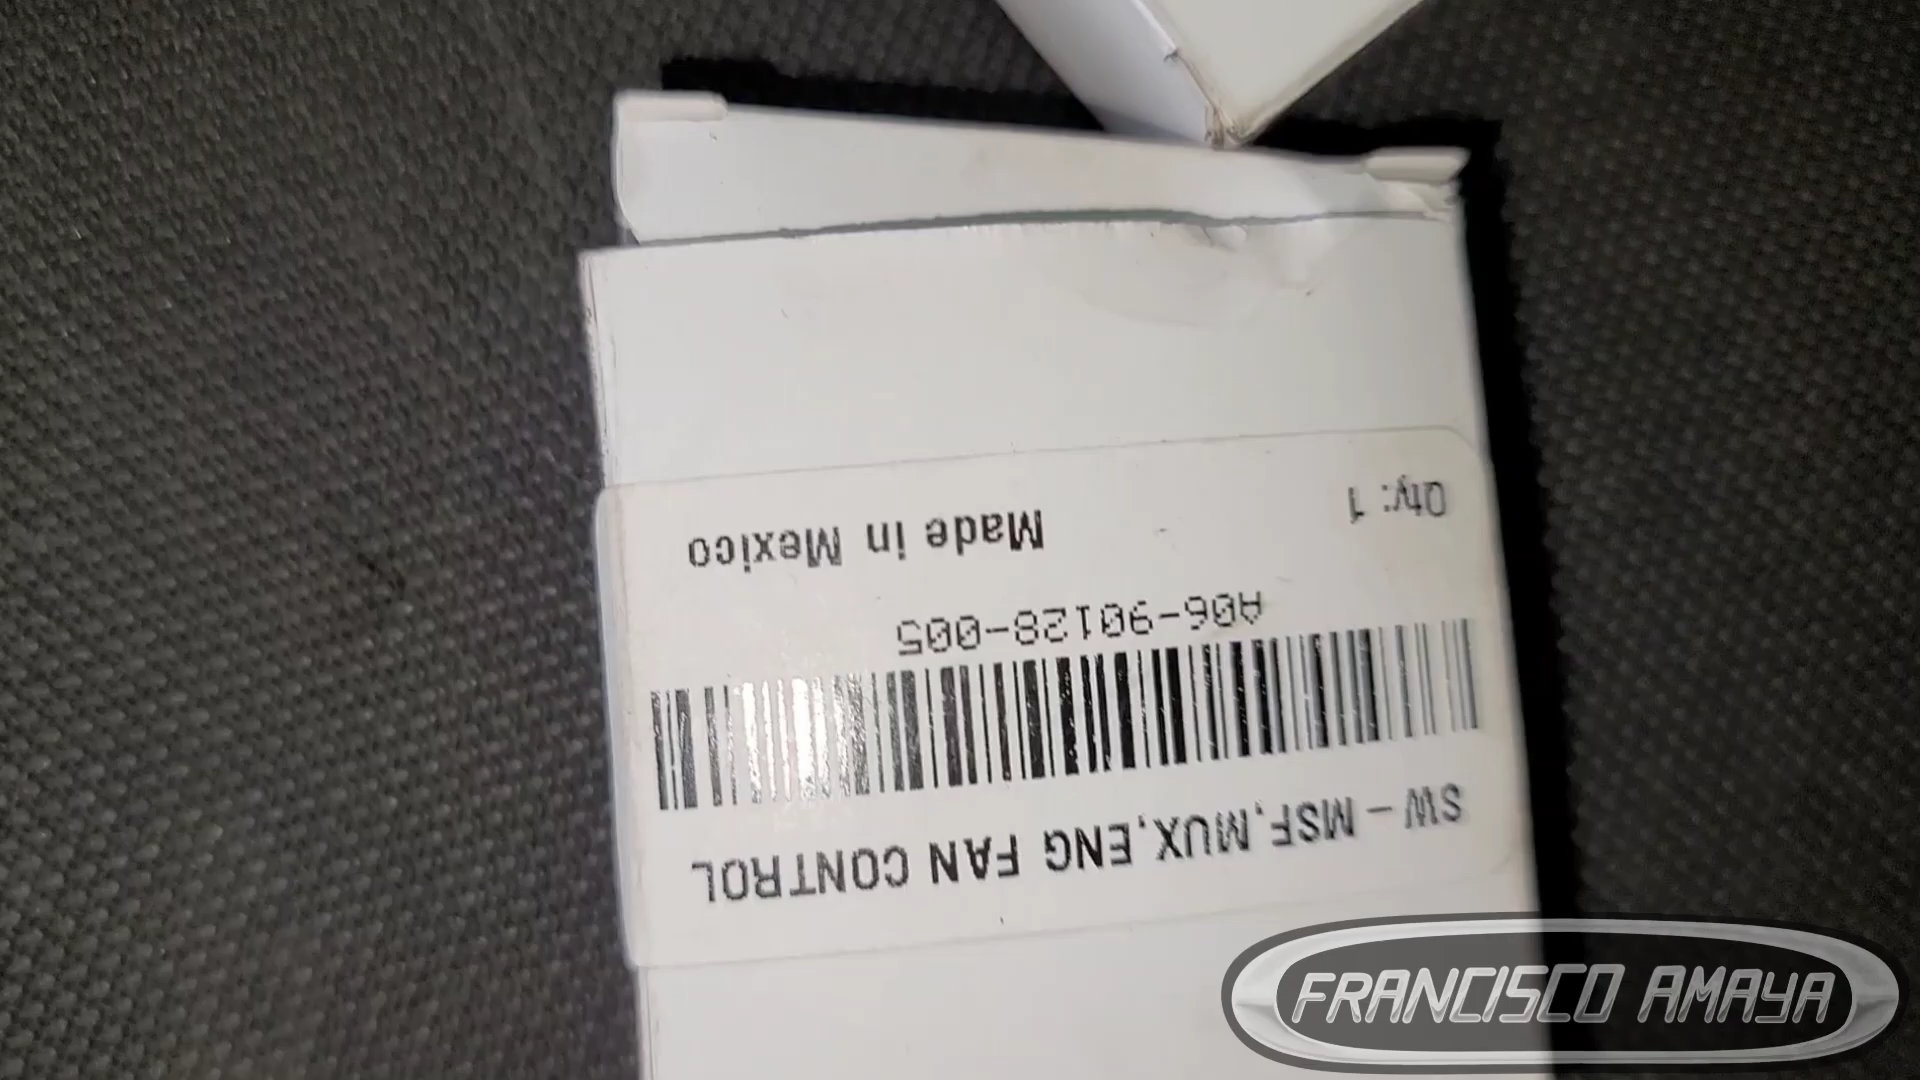 SW - MSF,MUX,ENG FAN CONTROL
A06-90128-005
Qty: 1 Made in Mexico
FRANCISCO AMAYA